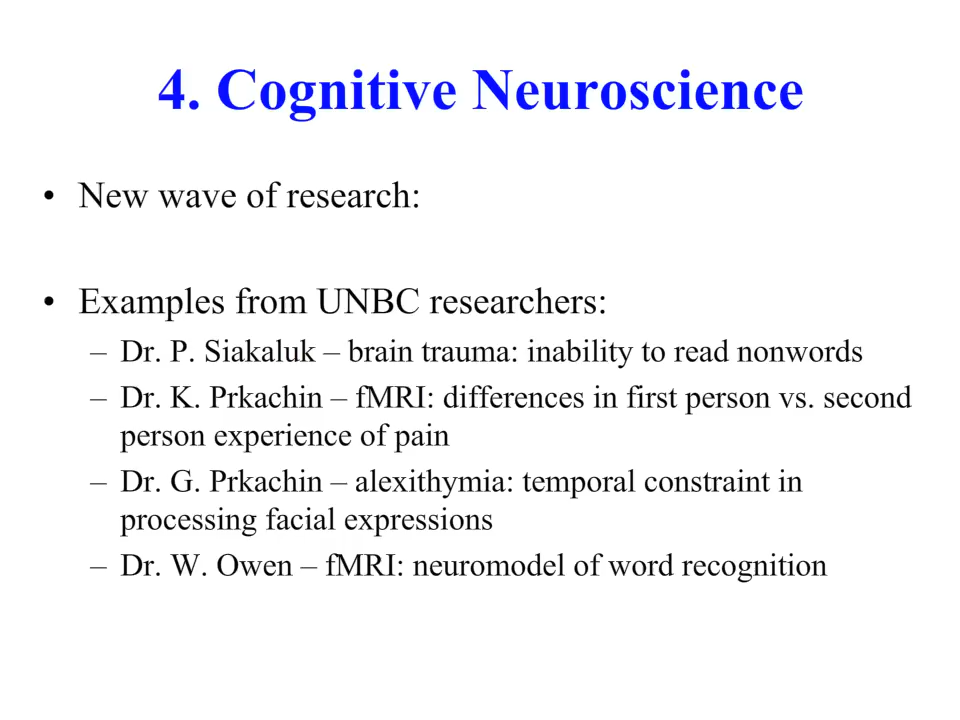 4. Cognitive Neuroscience
• New wave of research:
• Examples from UNBC researchers:
– Dr. P. Siakaluk – brain trauma: inability to read nonwords
– Dr. K. Prkachin – fMRI: differences in first person vs. second
person experience of pain
– Dr. G. Prkachin – alexithymia: temporal constraint in
processing facial expressions
– Dr. W. Owen – fMRI: neuromodel of word recognition